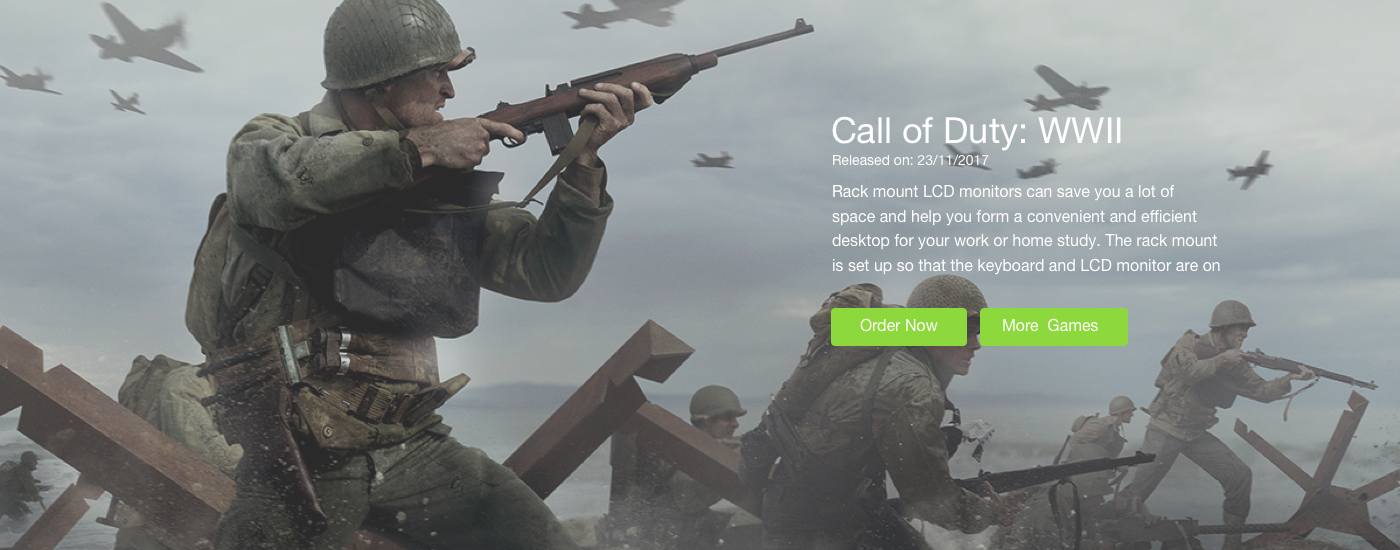 Call of Duty: WWII
Released on: 23/11/2017
Rack mount LCD monitors can save you a lot of
space and help you form a convenient and efficient
desktop for your work or home study. The rack mount
is set up so that the keyboard and LCD monitor are on
Order Now
More  Games